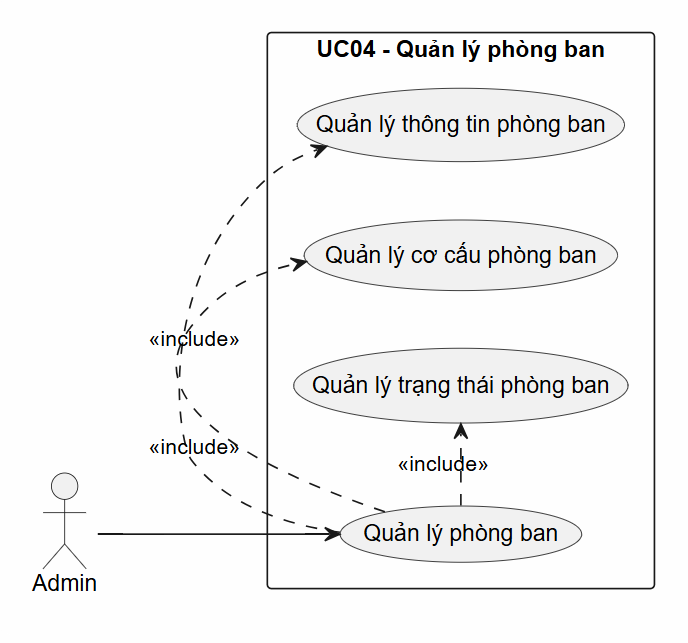 UC04 - Quản lý phòng ban
Quản lý thông tin phòng ban
Quản lý cơ cấu phòng ban
«include»
Quản lý trạng thái phòng ban
«include»
«include»
Quản lý phòng ban
Admin